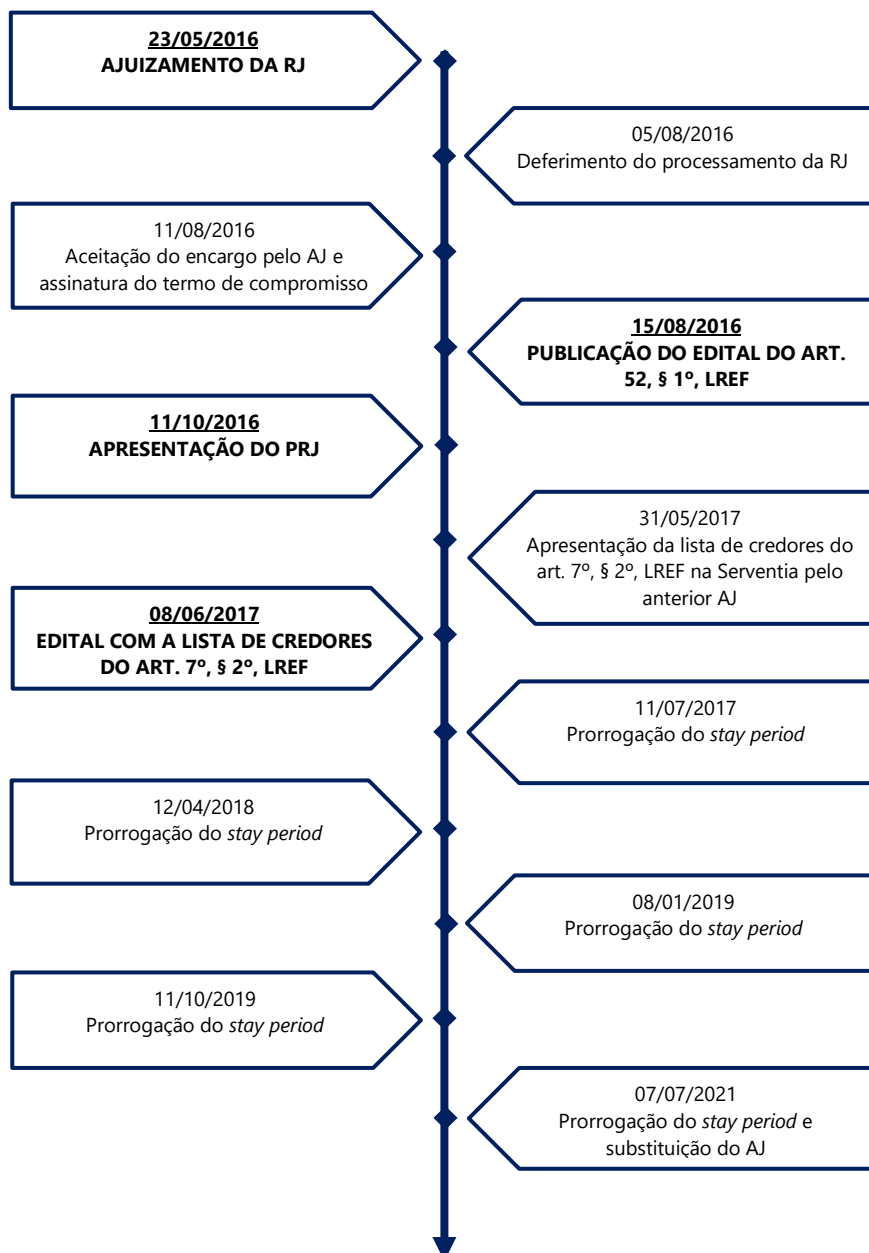 23/05/2016
AJUIZAMENTO DA RJ
05/08/2016
Deferimento do processamento da RJ
11/08/2016
Aceitação do encargo pelo AJ e
assinatura do termo de compromisso
15/08/2016
PUBLICAÇÃO DO EDITAL DO ART.
52, § 1º, LREF
11/10/2016
APRESENTAÇÃO DO PRJ
31/05/2017
Apresentação da lista de credores do
art. 7º, § 2º, LREF na Serventia pelo
anterior AJ
08/06/2017
EDITAL COM A LISTA DE CREDORES
DO ART. 7º, § 2º, LREF
11/07/2017
Prorrogação do stay period
12/04/2018
Prorrogação do stay period
08/01/2019
Prorrogação do stay period
11/10/2019
Prorrogação do stay period
07/07/2021
Prorrogação do stay period e
substituição do AJ